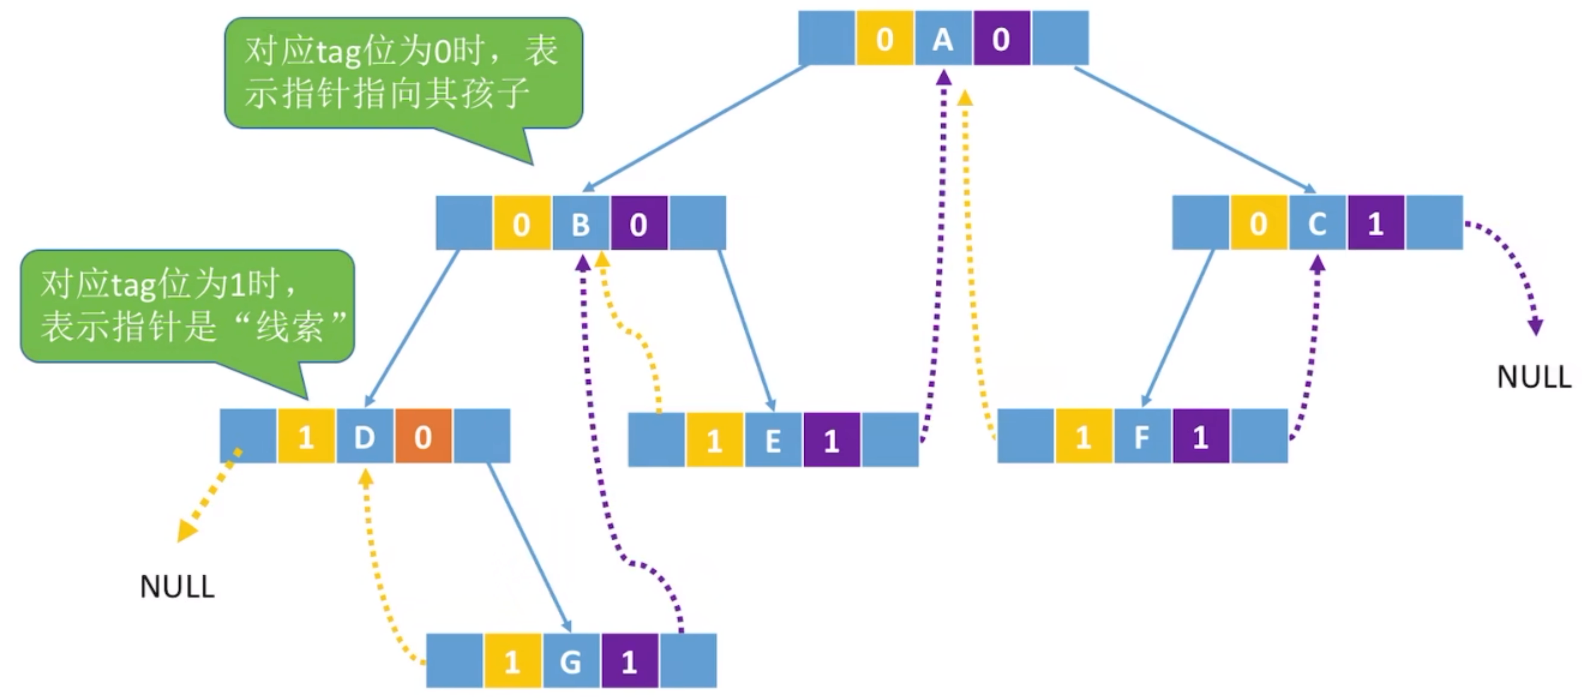 对应tag位为0时，表
示指针指向其孩子
0 A 0
0 B 0
0 C 1
对应tag位为1时，
表示指针是“线索”
NULL
1 D 0
1 E 1
1 F 1
NULL
1 G 1